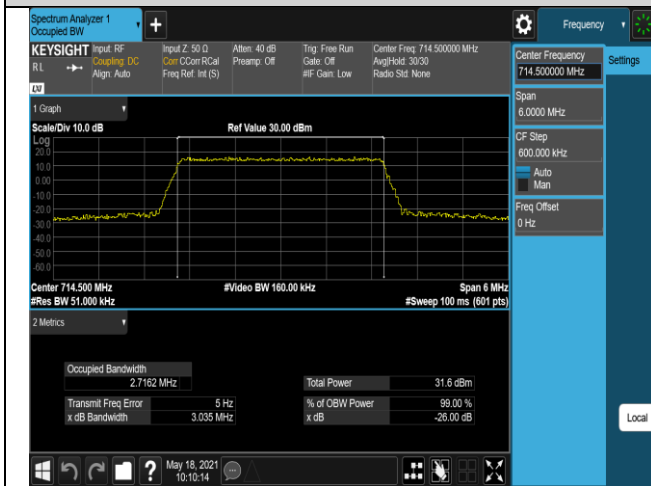 Spectrum Analyzer 1
Occupied BW
+
Frequency
KEYSIGHT
RL
LXI
Input: RF
Coupling: DC
Align: Auto
Input Z: 50 Ω
Corr CCorr RCal
Freq Ref: Int (S)
Atten: 40 dB
Preamp: Off
Trig: Free Run
Gate: Off
#IF Gain: Low
Center Freq: 714.500000 MHz
Avg|Hold: 30/30
Radio Std: None
Center Frequency
714.500000 MHz
Settings
Span
6.0000 MHz
CF Step
600.000 kHz
Auto
Man
Freq Offset
0 Hz
1 Graph
Scale/Div 10.0 dB
Ref Value 30.00 dBm
Log
20.0
10.0
0.00
-10.0
-20.0
-30.0
-40.0
-50.0
-60.0
Center 714.500 MHz
#Video BW 160.00 kHz
Span 6 MHz
#Res BW 51.000 kHz
#Sweep 100 ms (601 pts)
2 Metrics
Occupied Bandwidth
2.7162 MHz
Total Power 31.6 dBm
Transmit Freq Error 5 Hz
% of OBW Power 99.00 %
x dB Bandwidth 3.035 MHz
x dB -26.00 dB
Local
?
May 18, 2021
10:10:14